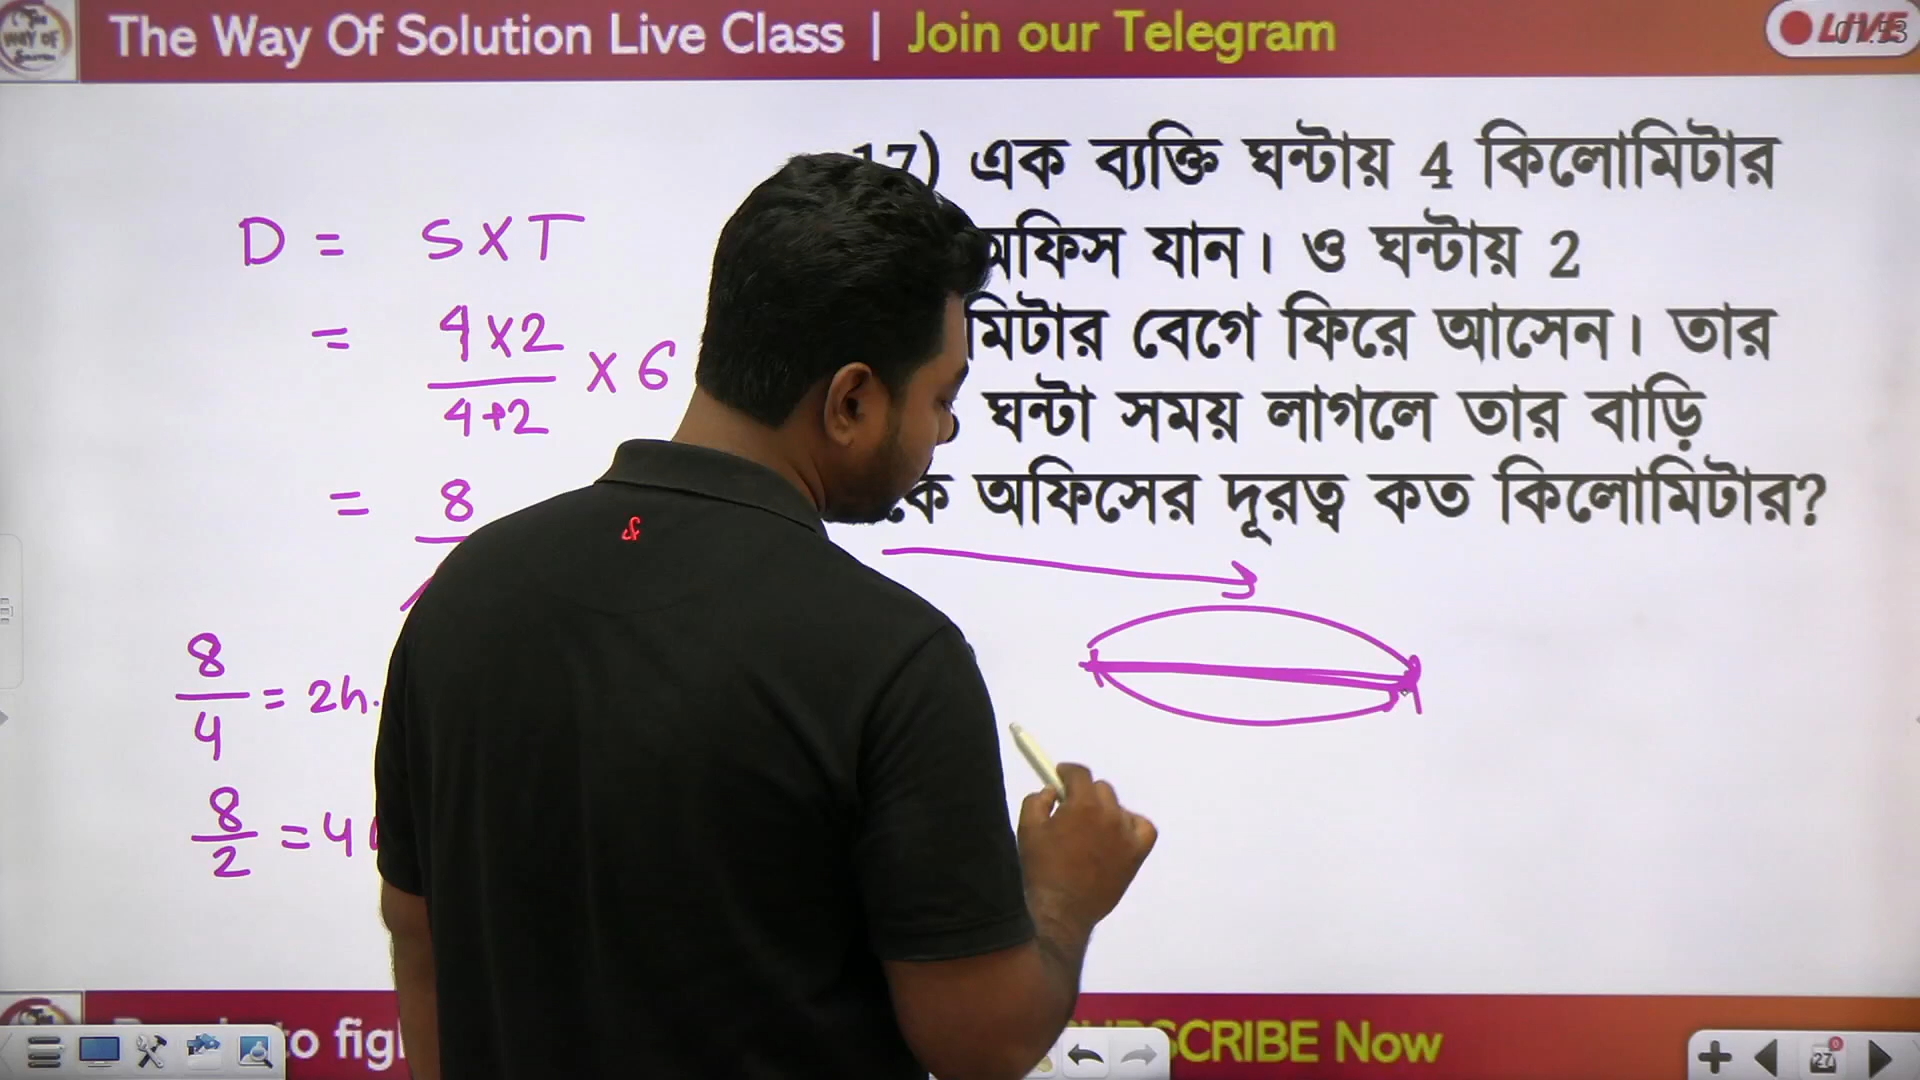 The Way Of Solution Live Class | Join our Telegram
LIVE
17) এক ব্যক্তি ঘন্টায় 4 কিলোমিটার
অফিস যান। ও ঘন্টায় 2
মিটার বেগে ফিরে আসেন। তার
ঘন্টা সময় লাগলে তার বাড়ি
কে অফিসের দূরত্ব কত কিলোমিটার?
D = S X T
= 4 x 2 / 4+2 x 6
= 8
8/4 = 2h.
8/2 = 4
to figh
SCRIBE Now
27